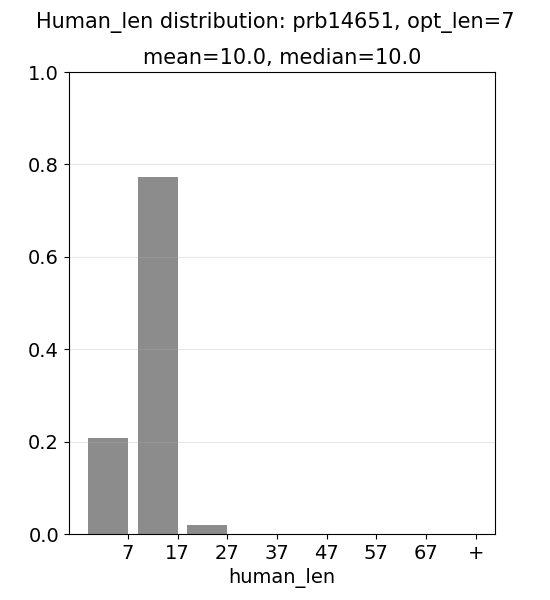 Human_len distribution: prb14651, opt_len=7
mean=10.0, median=10.0
1.0
0.8
0.6
0.4
0.2
0.0
7 17 27 37 47 57 67 +
human_len